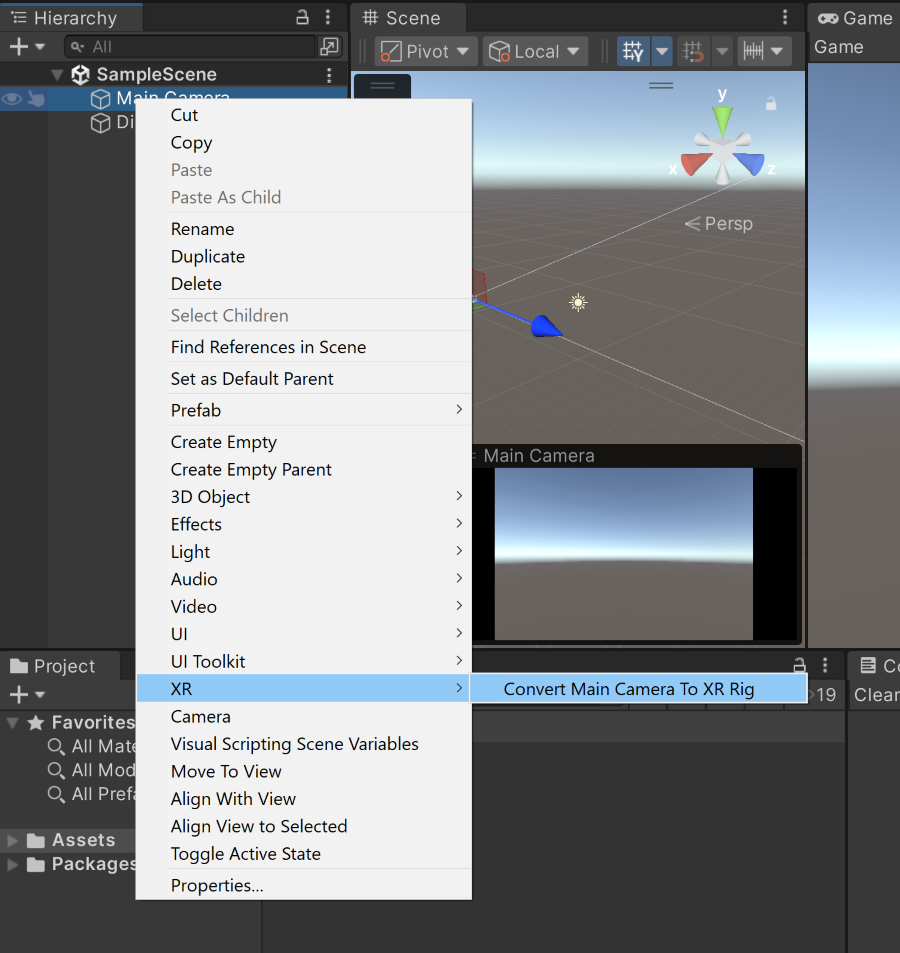 Hierarchy
Scene
Game
All
Pivot
Local
Game
SampleScene
Main Camera
Di
y
x
z
Persp
Cut
Copy
Paste
Paste As Child
Rename
Duplicate
Delete
Select Children
Find References in Scene
Set as Default Parent
Prefab
Create Empty
Create Empty Parent
3D Object
Effects
Light
Audio
Video
UI
UI Toolkit
XR
Convert Main Camera To XR Rig
Camera
Visual Scripting Scene Variables
Move To View
Align With View
Align View to Selected
Toggle Active State
Properties...
Main Camera
Project
Co
19
Clear
Favorites
All Mate
All Mod
All Prefa
Assets
Packages